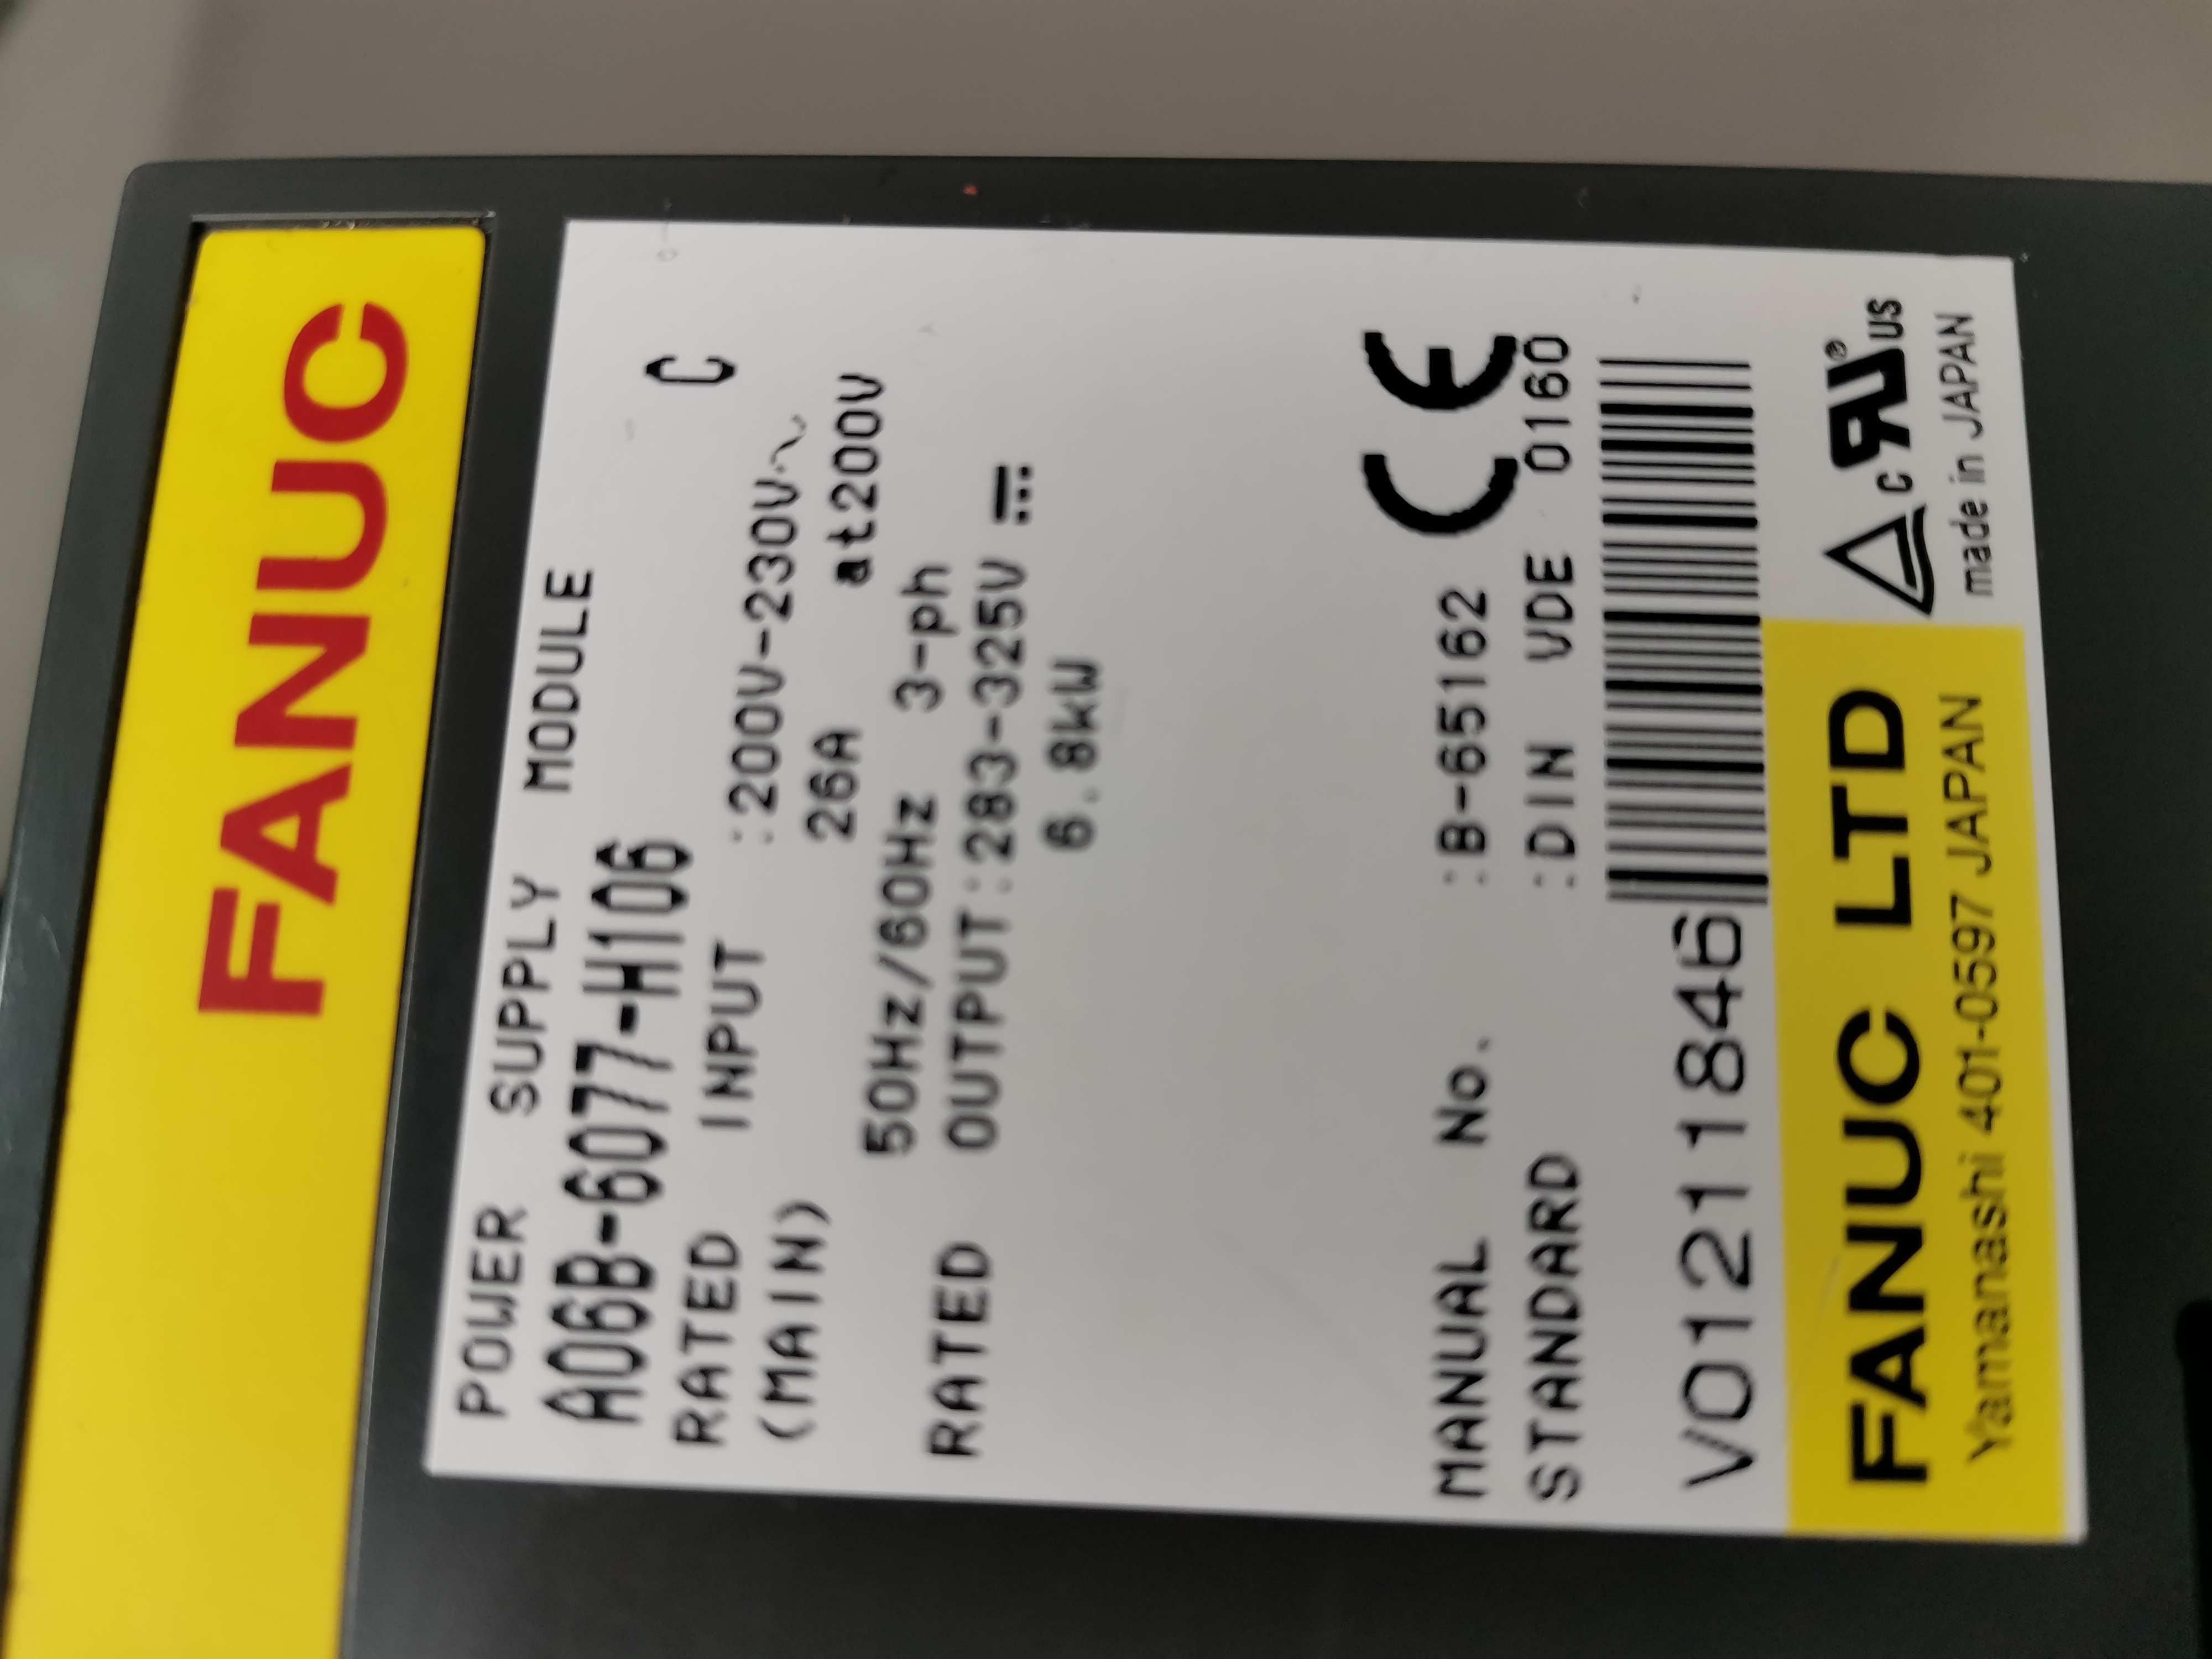 FANUC
POWER SUPPLY MODULE
A06B-6077-H106 C
RATED INPUT :200V-230V~
(MAIN) 26A at200V
50Hz/60Hz 3-ph
RATED OUTPUT:283-325V ⎓
6.8kW
MANUAL No. :B-65162
STANDARD :DIN VDE 0160
CE
V01211846
FANUC LTD
Yamanashi 401-0597 JAPAN
c RU ® US
made in JAPAN